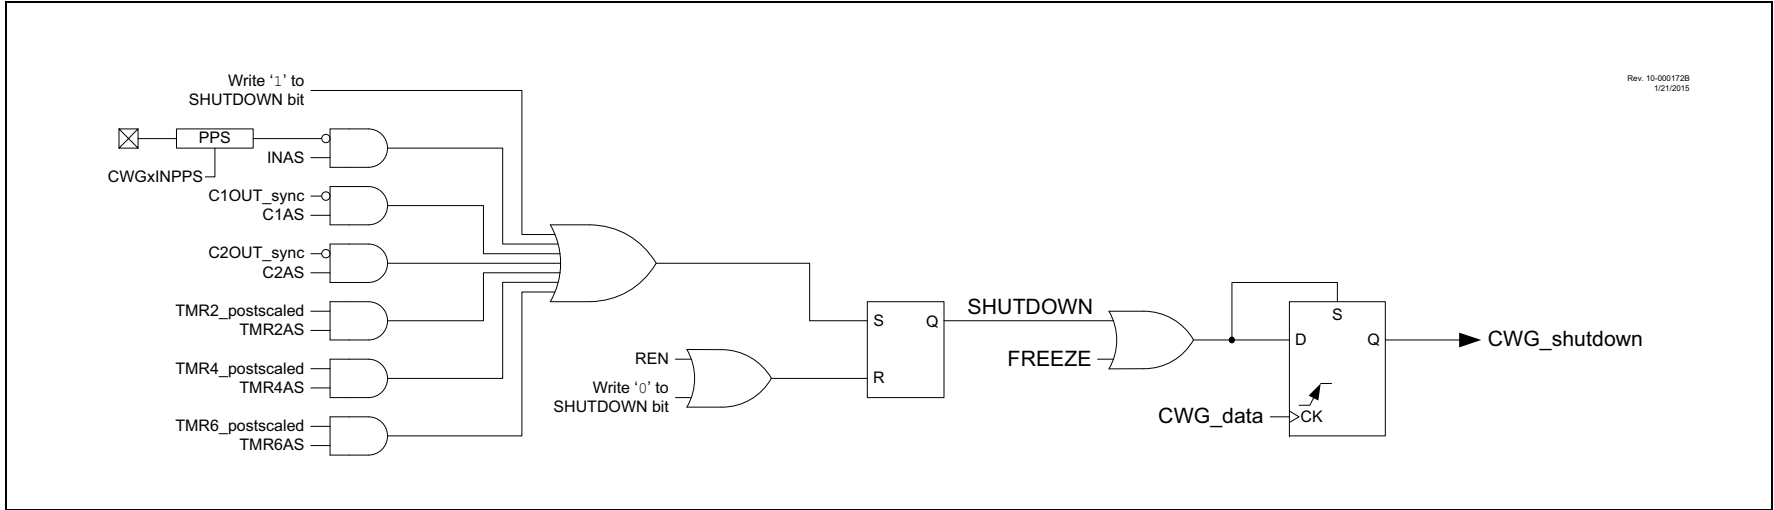 Rev. 10-000172B
1/21/2015
Write ‘1’ to
SHUTDOWN bit
PPS
INAS
CWGxINPPS
C1OUT_sync
C1AS
C2OUT_sync
C2AS
TMR2_postscaled
TMR2AS
TMR4_postscaled
TMR4AS
TMR6_postscaled
TMR6AS
REN
Write ‘0’ to
SHUTDOWN bit
S
Q
R
SHUTDOWN
FREEZE
S
D
Q
CK
CWG_data
CWG_shutdown